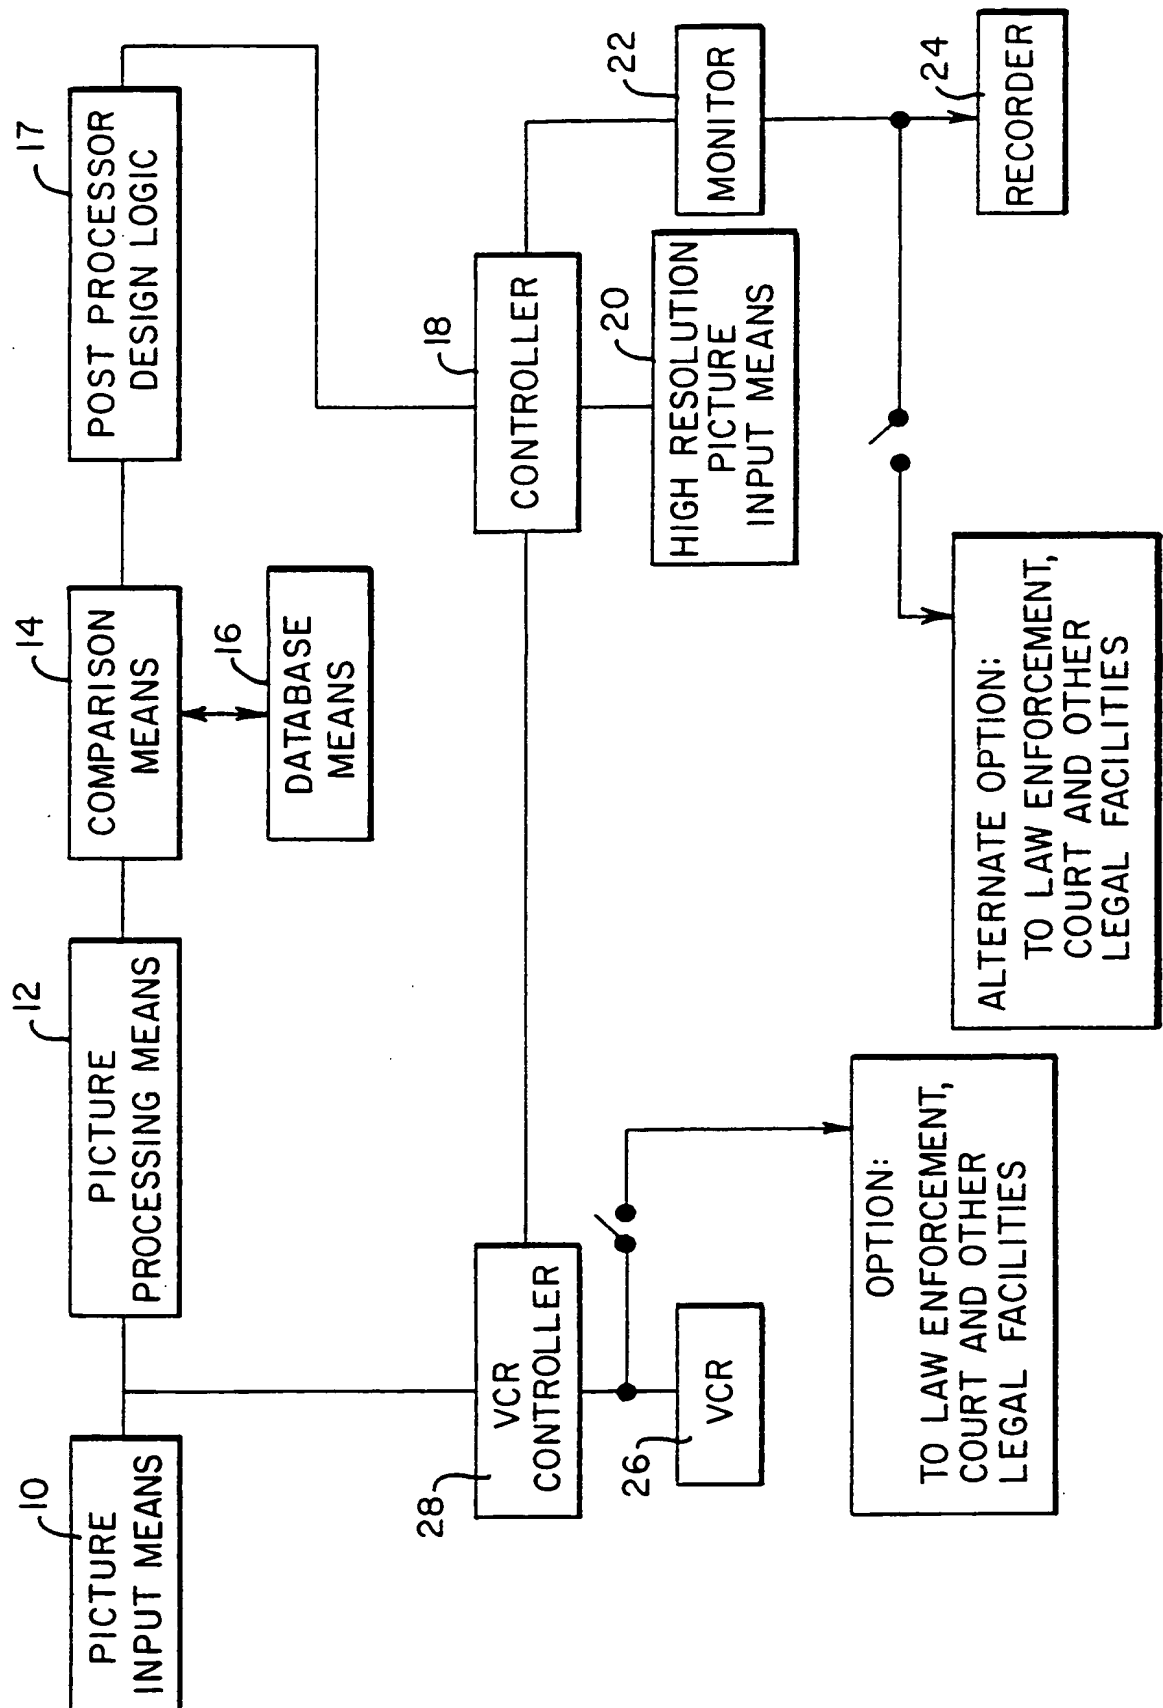 10
PICTURE
INPUT MEANS
12
PICTURE
PROCESSING MEANS
14
COMPARISON
MEANS
16
DATABASE
MEANS
17
POST PROCESSOR
DESIGN LOGIC
28
VCR
CONTROLLER
18
CONTROLLER
26
VCR
20
HIGH RESOLUTION
PICTURE
INPUT MEANS
22
MONITOR
OPTION:
TO LAW ENFORCEMENT,
COURT AND OTHER
LEGAL FACILITIES
ALTERNATE OPTION:
TO LAW ENFORCEMENT,
COURT AND OTHER
LEGAL FACILITIES
24
RECORDER